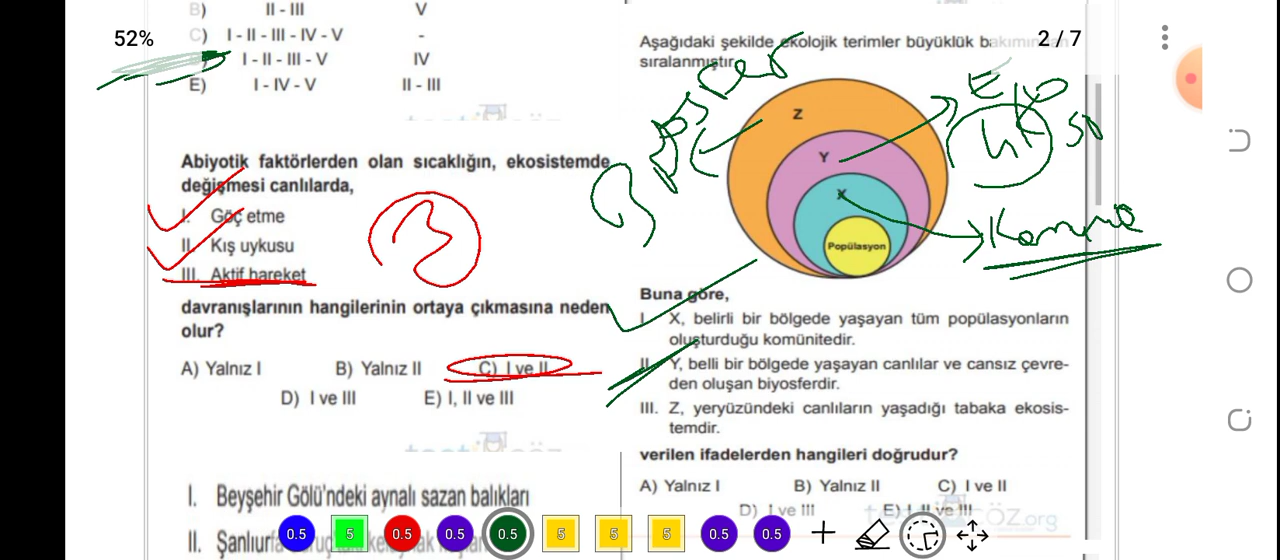 52%
2 / 7
B) II - III V
C) I - II - III - IV - V -
I - II - III - V IV
E) I - IV - V II - III
Abiyotik faktörlerden olan sıcaklığın, ekosistemde
değişmesi canlılarda,
I. Göç etme
II. Kış uykusu
III. Aktif hareket
davranışlarının hangilerinin ortaya çıkmasına neden
olur?
A) Yalnız I B) Yalnız II C) I ve II
D) I ve III E) I, II ve III
3
I. Beyşehir Gölü'ndeki aynalı sazan balıkları
II.
Aşağıdaki şekilde ekolojik terimler büyüklük
sıralanmıştır.
Z
Y
X
Popülasyon
Eko
Komüno
Buna göre,
I. X, belirli bir bölgede yaşayan tüm popülasyonların
oluşturduğu komünitedir.
II. Y, belli bir bölgede yaşayan canlılar ve cansız çevre-
den oluşan biyosferdir.
III. Z, yeryüzündeki canlıların yaşadığı tabaka ekosis-
temdir.
verilen ifadelerden hangileri doğrudur?
A) Yalnız I B) Yalnız II C) I ve II
D) I ve III E) I, II ve III
ÖZ.org
0.5 5 0.5 0.5 0.5 5 5 5 0.5 0.5